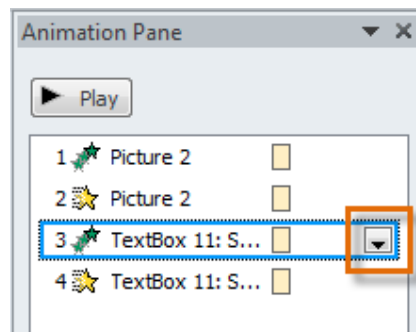 Animation Pane
Play
1 Picture 2
2 Picture 2
3 TextBox 11: S...
4 TextBox 11: S...